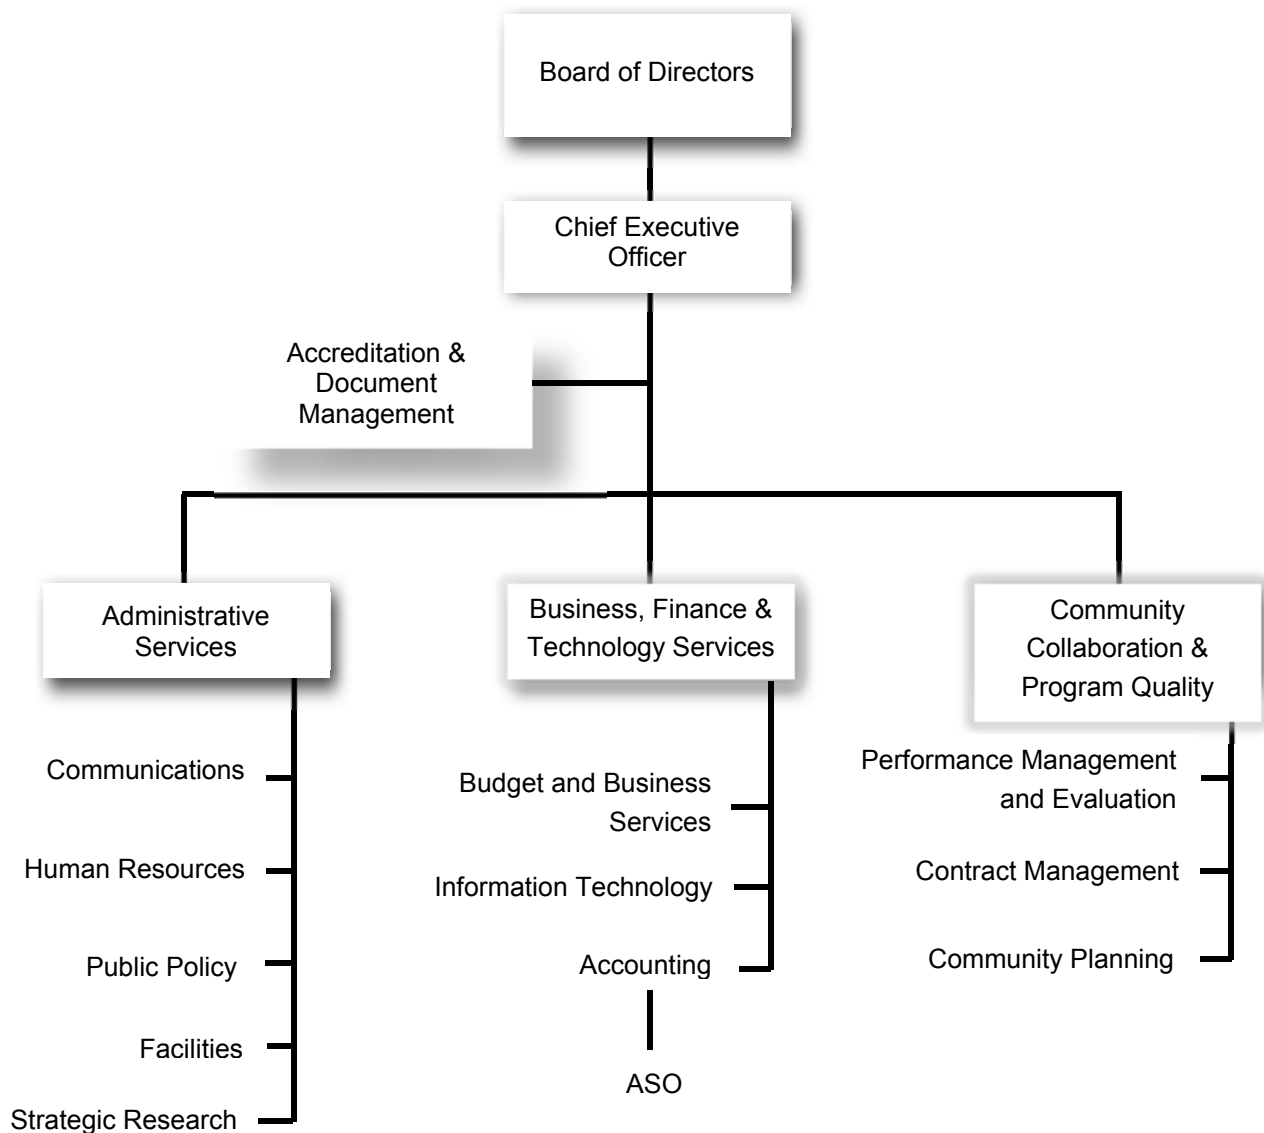 Board of Directors
Chief Executive
Officer
Accreditation &
Document
Management
Administrative
Services
Communications
Human Resources
Public Policy
Facilities
Strategic Research
Business, Finance &
Technology Services
Budget and Business
Services
Information Technology
Accounting
ASO
Community
Collaboration &
Program Quality
Performance Management
and Evaluation
Contract Management
Community Planning